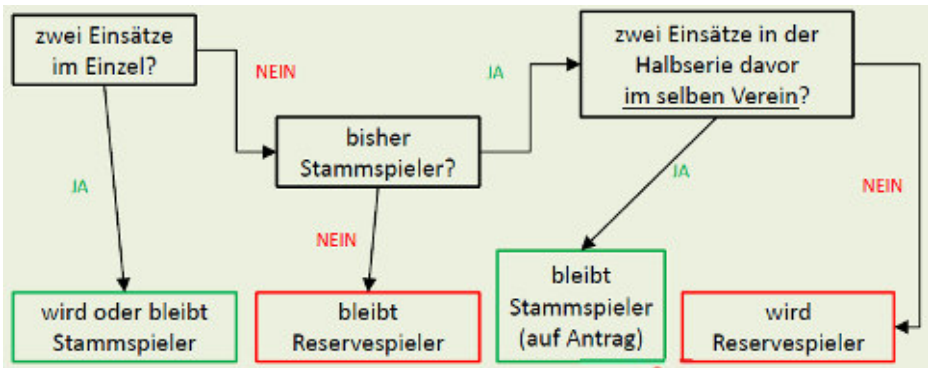 zwei Einsätze
im Einzel?
NEIN
JA
bisher
Stammspieler?
JA
zwei Einsätze in der
Halbserie davor
im selben Verein?
NEIN
JA
NEIN
wird oder bleibt
Stammspieler
bleibt
Reservespieler
bleibt
Stammspieler
(auf Antrag)
wird
Reservespieler